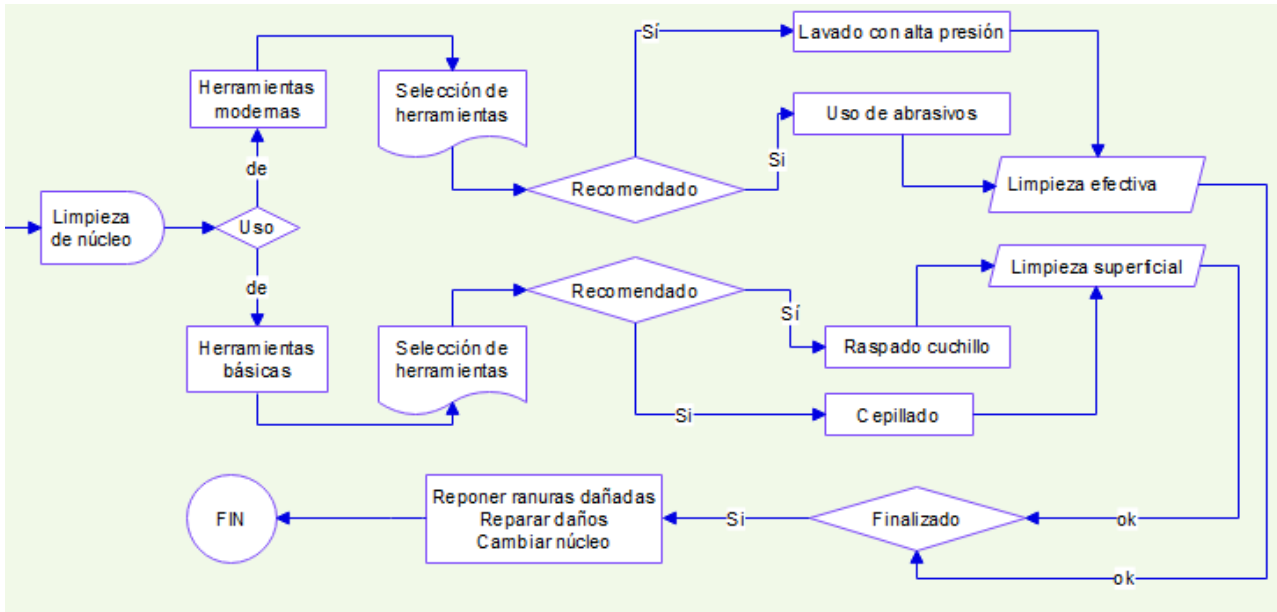 Limpieza
de núcleo
Uso
de
Herramientas
modernas
Selección de
herramientas
Recomendado
Sí
Lavado con alta presión
Si
Uso de abrasivos
Limpieza efectiva
de
Herramientas
básicas
Selección de
herramientas
Recomendado
Sí
Raspado cuchillo
Si
Cepillado
Limpieza superficial
ok
ok
Finalizado
Si
Reponer ranuras dañadas
Reparar daños
Cambiar núcleo
FIN